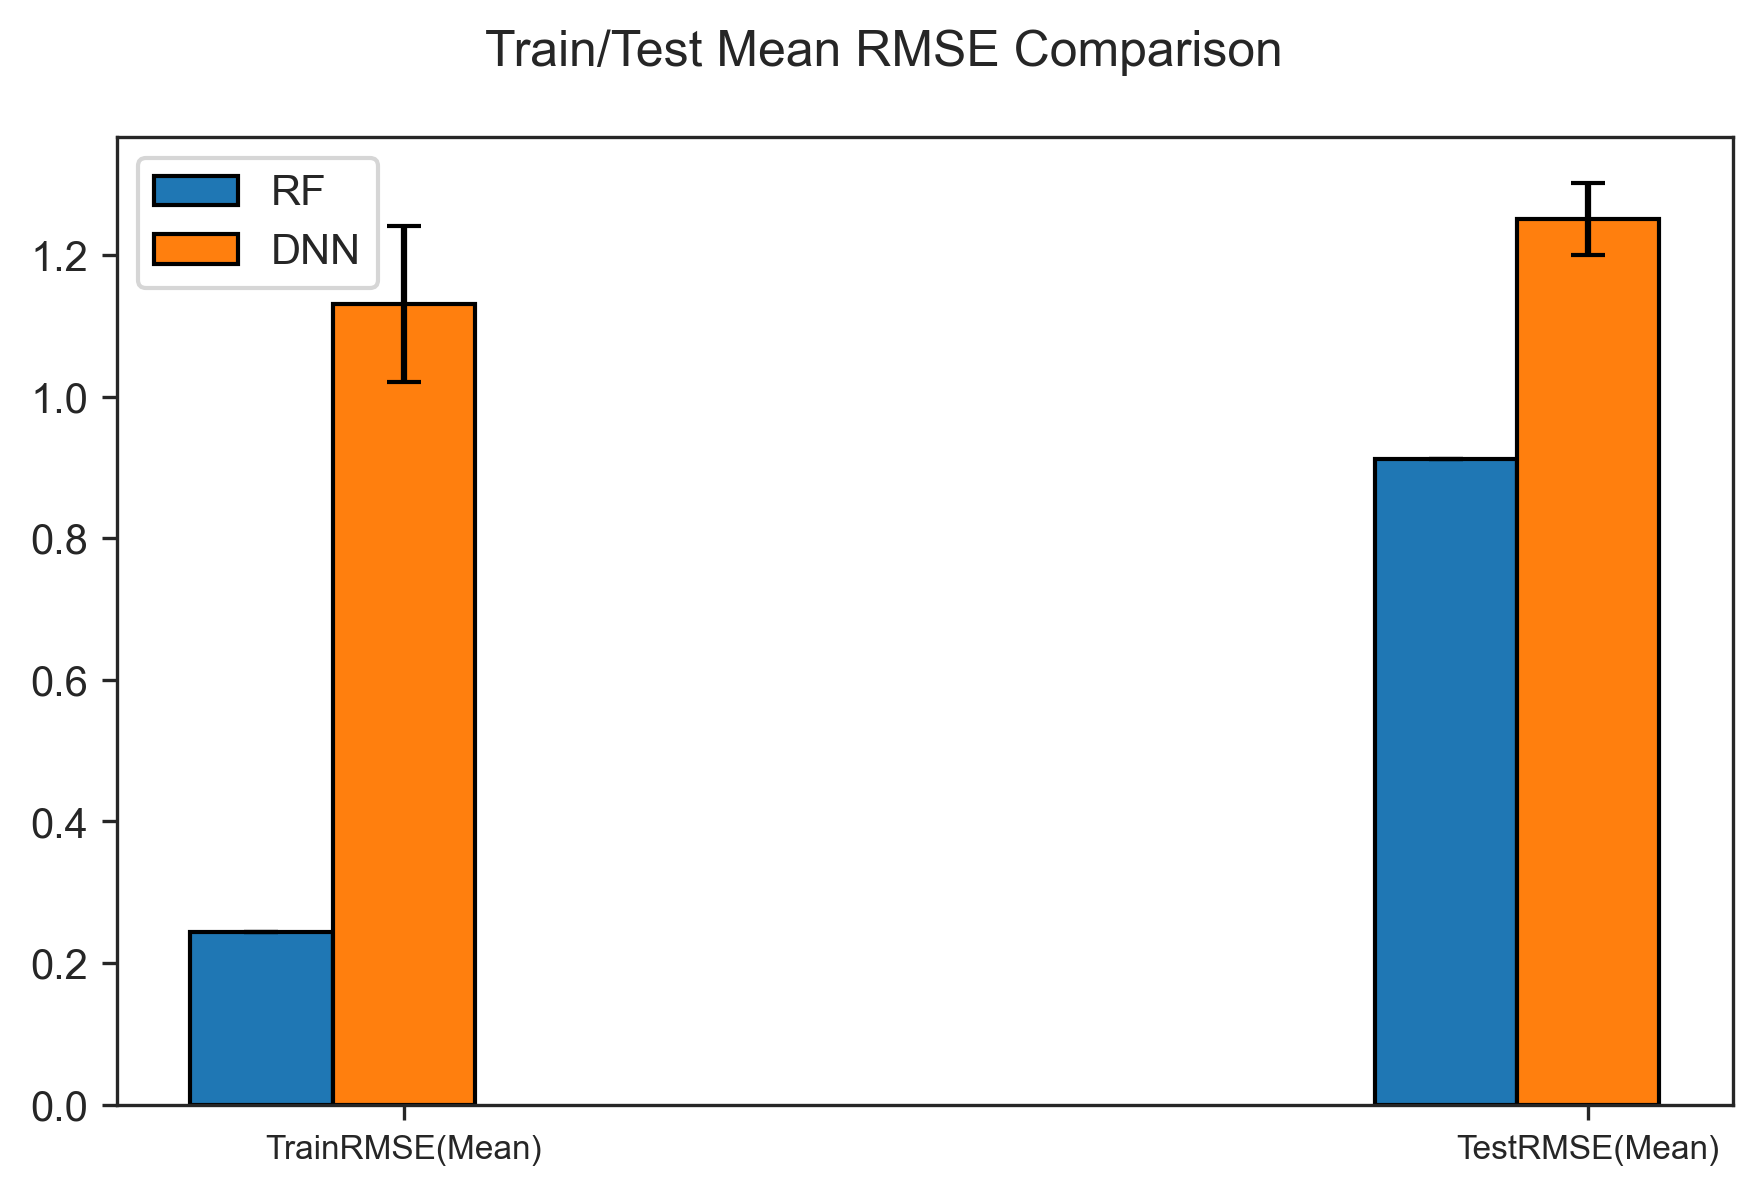 Train/Test Mean RMSE Comparison
RF
DNN
1.2
1.0
0.8
0.6
0.4
0.2
0.0
TrainRMSE(Mean)
TestRMSE(Mean)